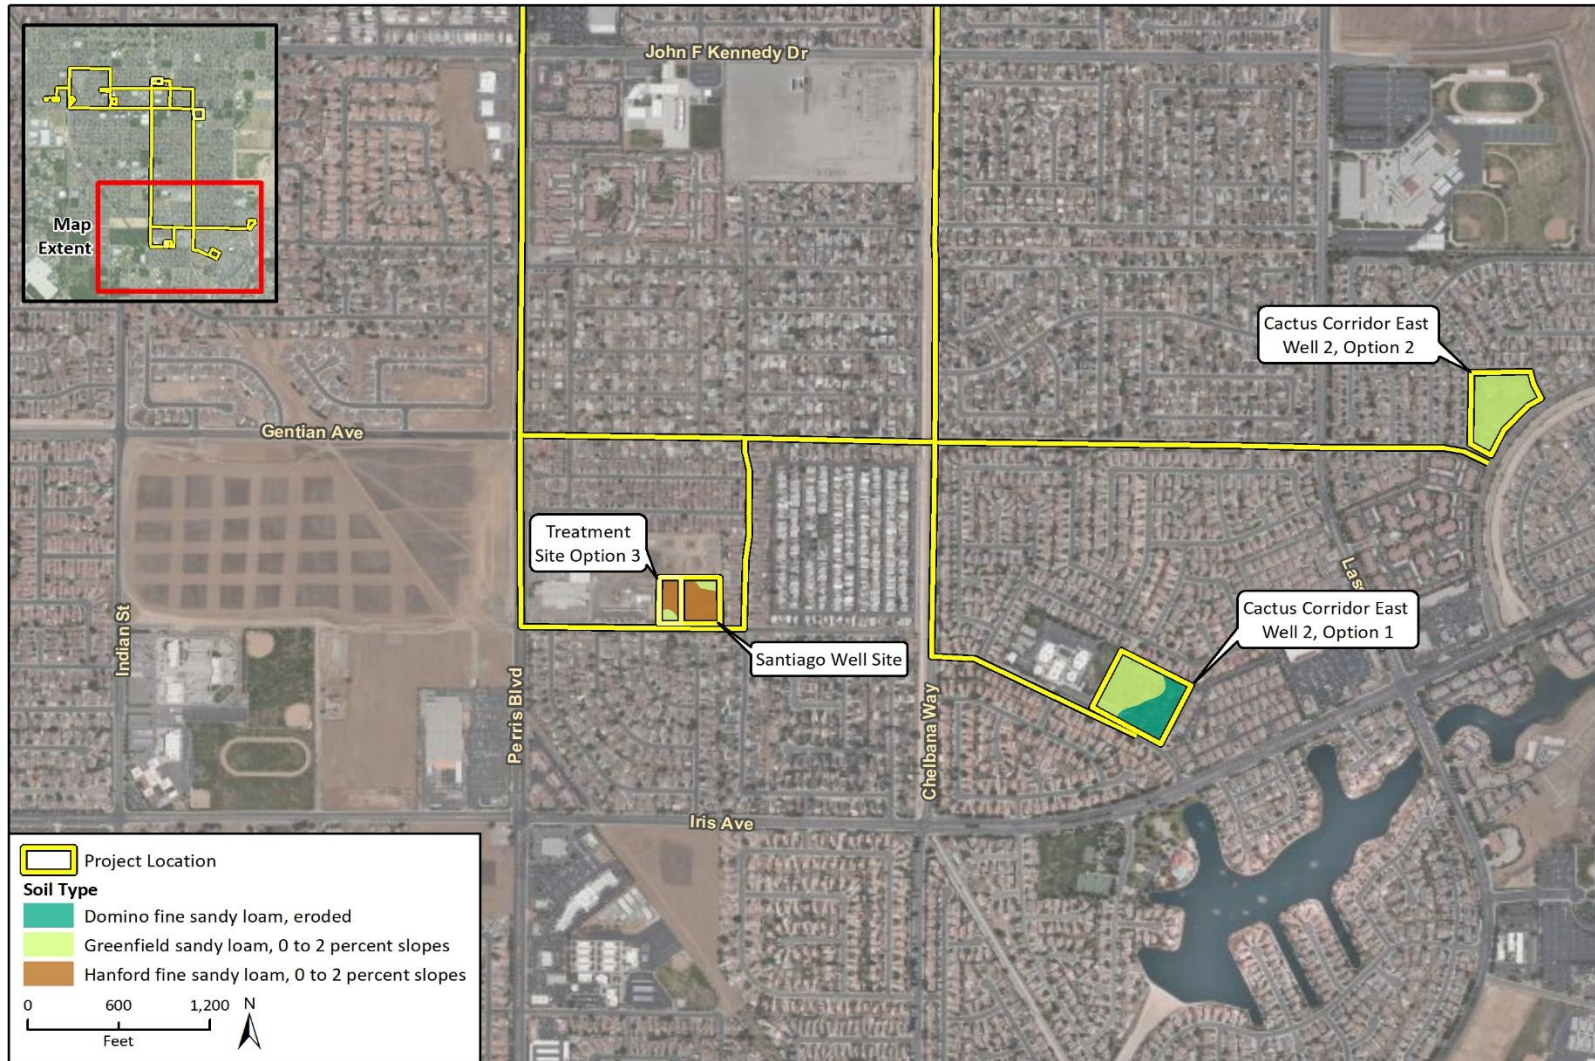 John F Kennedy Dr
Map
Extent
Cactus Corridor East
Well 2, Option 2
Gentian Ave
Treatment
Site Option 3
Indian St
Perris Blvd
Santiago Well Site
Chelbana Way
Cactus Corridor East
Well 2, Option 1
Iris Ave
Project Location
Soil Type
Domino fine sandy loam, eroded
Greenfield sandy loam, 0 to 2 percent slopes
Hanford fine sandy loam, 0 to 2 percent slopes
0 600 1,200 N
Feet